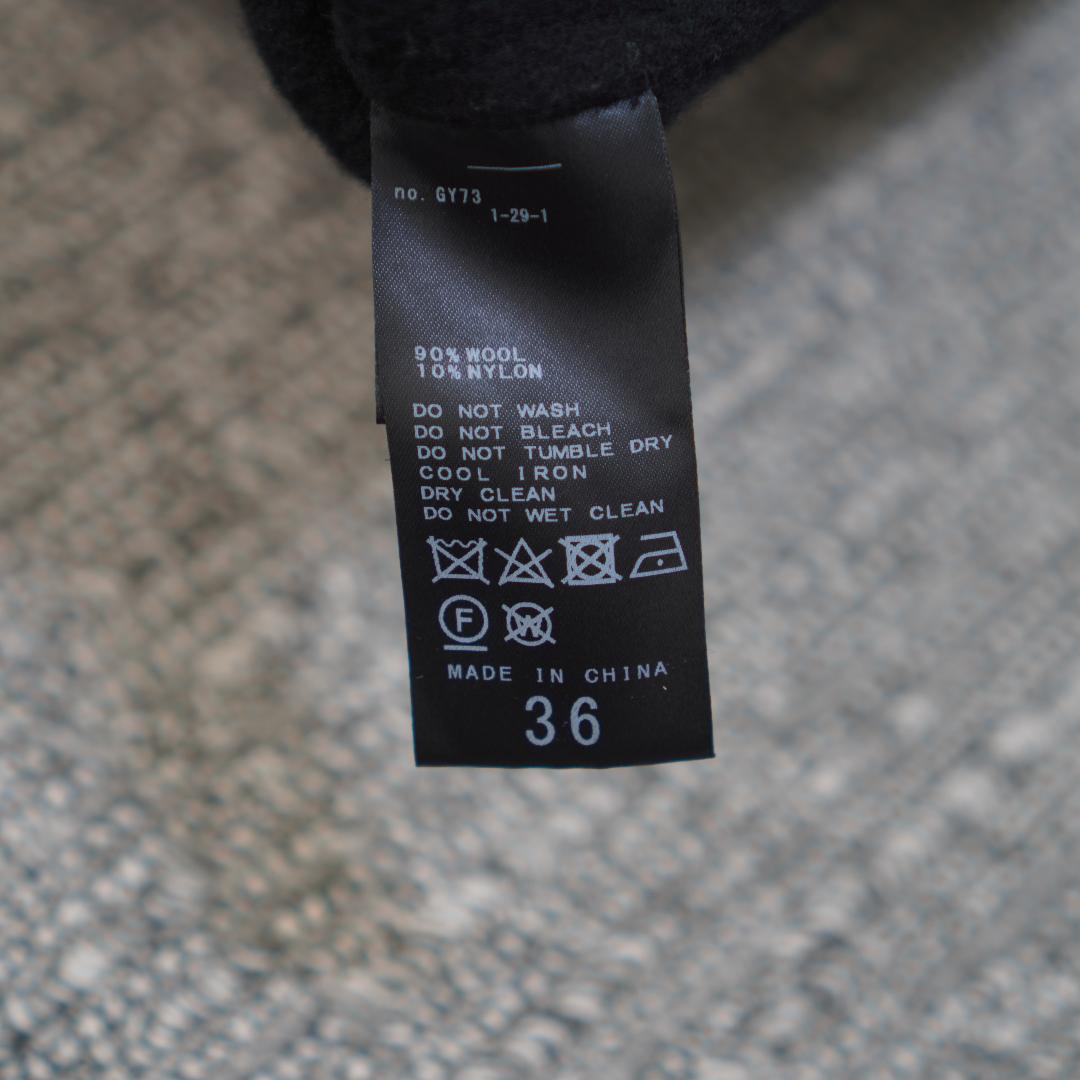 no. GY73
1-29-1
90% WOOL
10% NYLON
DO NOT WASH
DO NOT BLEACH
DO NOT TUMBLE DRY
COOL IRON
DRY CLEAN
DO NOT WET CLEAN
F W
MADE IN CHINA
36